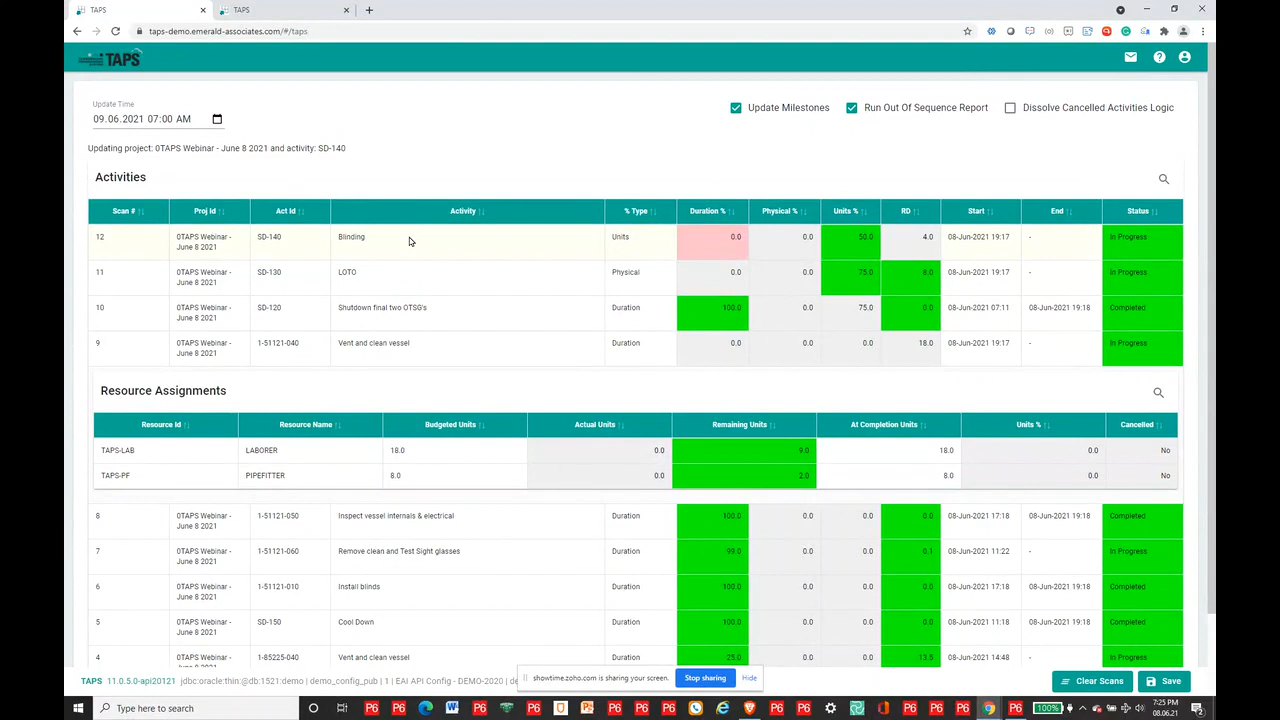 TAPS
TAPS
taps-demo.emerald-associates.com/#/taps
TAPS
Update Time
09.06.2021 07:00 AM
Update Milestones
Run Out Of Sequence Report
Dissolve Cancelled Activities Logic
Updating project: 0TAPS Webinar - June 8 2021 and activity: SD-140
Activities
Scan # Proj Id Act Id Activity % Type Duration % Physical % Units % RD Start End Status
12 0TAPS Webinar - SD-140 Blinding Units 0.0 0.0 50.0 4.0 08-Jun-2021 19:17 - In Progress
June 8 2021
11 0TAPS Webinar - SD-130 LOTO Physical 0.0 0.0 75.0 8.0 08-Jun-2021 19:17 - In Progress
June 8 2021
10 0TAPS Webinar - SD-120 Shutdown final two OTSG's Duration 100.0 0.0 75.0 0.0 08-Jun-2021 07:11 08-Jun-2021 19:18 Completed
June 8 2021
9 0TAPS Webinar - 1-51121-040 Vent and clean vessel Duration 0.0 0.0 0.0 18.0 08-Jun-2021 19:17 - In Progress
June 8 2021
Resource Assignments
Resource Id Resource Name Budgeted Units Actual Units Remaining Units At Completion Units Units % Cancelled
TAPS-LAB LABORER 18.0 0.0 9.0 18.0 0.0 No
TAPS-PF PIPEFITTER 8.0 0.0 2.0 8.0 0.0 No
8 0TAPS Webinar - 1-51121-050 Inspect vessel internals & electrical Duration 100.0 0.0 0.0 0.0 08-Jun-2021 17:18 08-Jun-2021 19:18 Completed
June 8 2021
7 0TAPS Webinar - 1-51121-060 Remove clean and Test Sight glasses Duration 99.0 0.0 0.0 0.1 08-Jun-2021 11:22 - In Progress
June 8 2021
6 0TAPS Webinar - 1-51121-010 Install blinds Duration 100.0 0.0 0.0 0.0 08-Jun-2021 17:18 08-Jun-2021 19:18 Completed
June 8 2021
5 0TAPS Webinar - SD-150 Cool Down Duration 100.0 0.0 0.0 0.0 08-Jun-2021 11:18 08-Jun-2021 19:18 Completed
June 8 2021
4 0TAPS Webinar - 1-85225-040 Vent and clean vessel Duration 25.0 0.0 0.0 13.5 08-Jun-2021 14:48 - In Progress
TAPS 11.0.5.0-api20121 jdbc:oracle:thin:@db:1521:demo | demo_config_pub | 1 | EAI API Config - DEMO-2020 | de
showtime.zoho.com is sharing your screen. Stop sharing Hide
Clear Scans Save
Type here to search
100%
7:25 PM
08.06.21
2